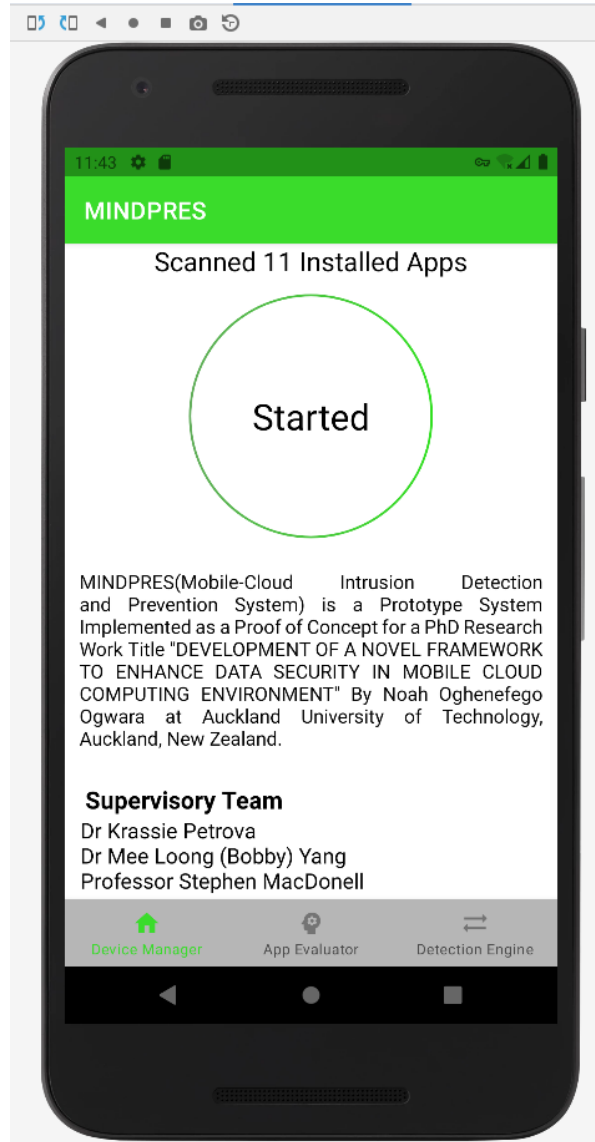 11:43
MINDPRES
Scanned 11 Installed Apps
Started
MINDPRES(Mobile-Cloud Intrusion Detection
and Prevention System) is a Prototype System
Implemented as a Proof of Concept for a PhD Research
Work Title "DEVELOPMENT OF A NOVEL FRAMEWORK
TO ENHANCE DATA SECURITY IN MOBILE CLOUD
COMPUTING ENVIRONMENT" By Noah Oghenefego
Ogwara at Auckland University of Technology,
Auckland, New Zealand.
Supervisory Team
Dr Krassie Petrova
Dr Mee Loong (Bobby) Yang
Professor Stephen MacDonell
Device Manager App Evaluator Detection Engine